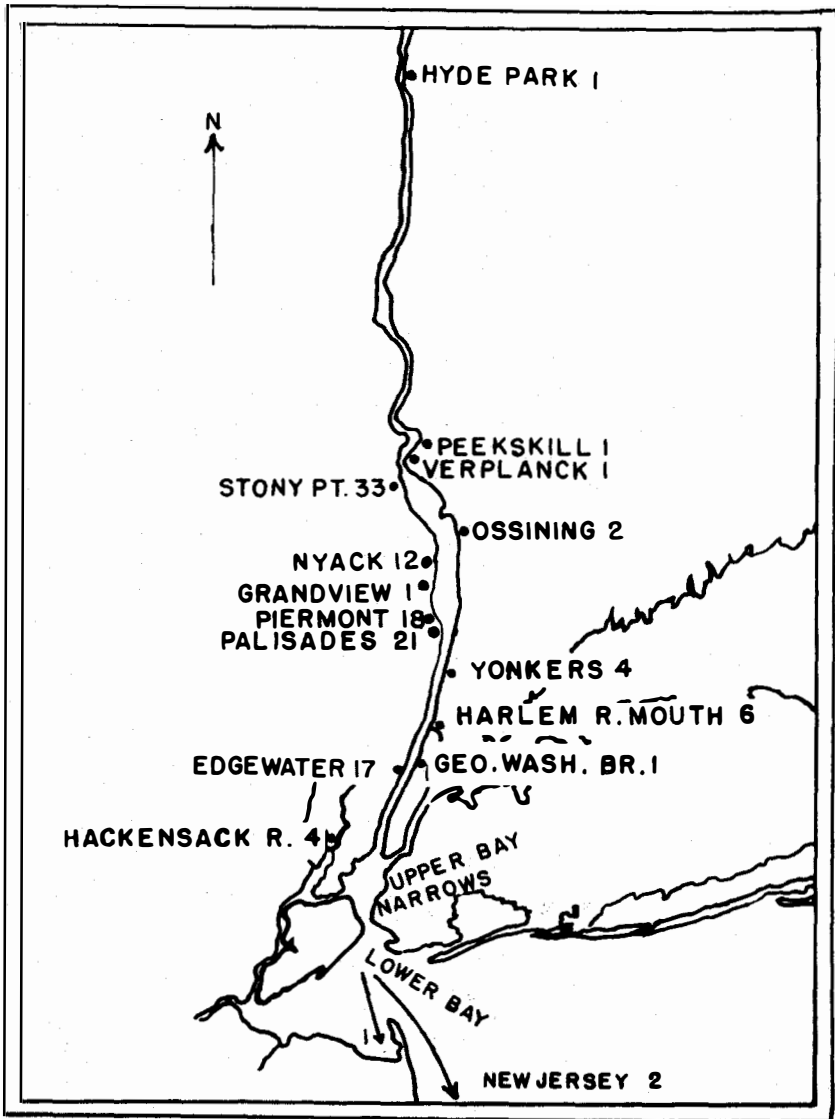 HYDE PARK 1
N
PEEKSKILL 1
VERPLANCK 1
STONY PT. 33
OSSINING 2
NYACK 12
GRANDVIEW 1
PIERMONT 18
PALISADES 21
YONKERS 4
HARLEM R. MOUTH 6
EDGEWATER 17
GEO. WASH. BR. 1
HACKENSACK R. 4
UPPER BAY
NARROWS
LOWER BAY
1
NEW JERSEY 2